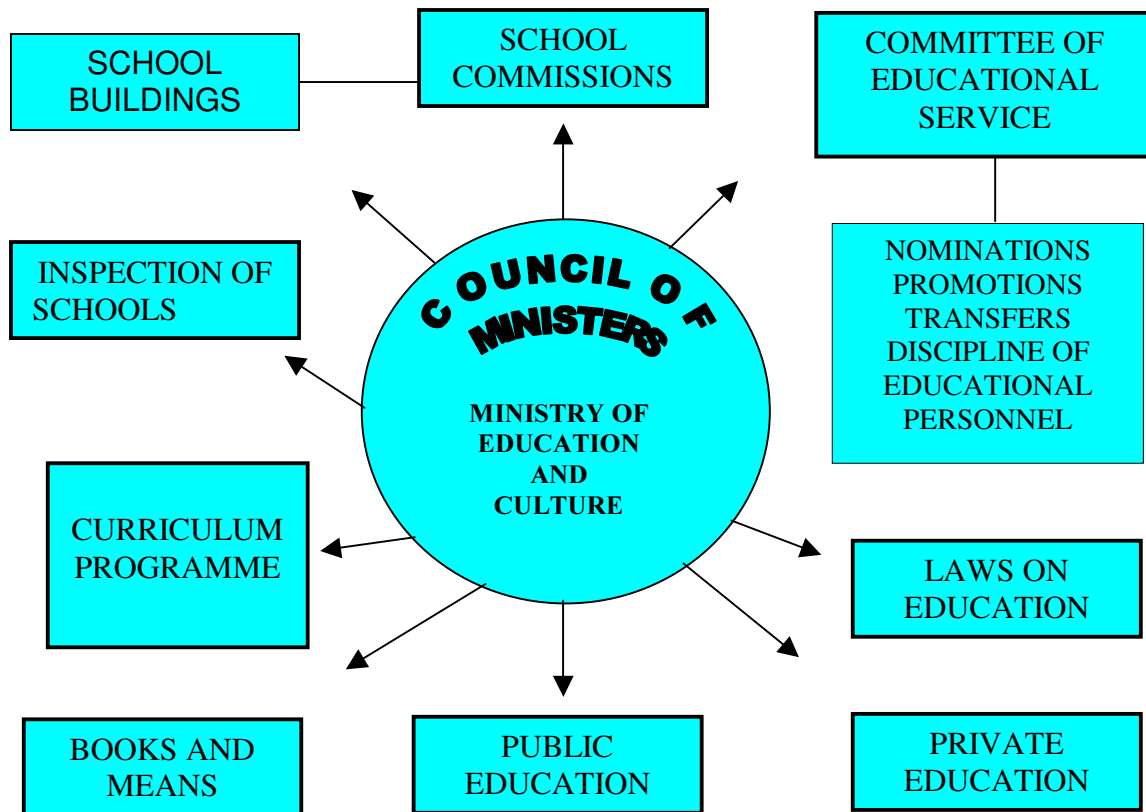 SCHOOL
BUILDINGS
SCHOOL
COMMISSIONS
COMMITTEE OF
EDUCATIONAL
SERVICE
NOMINATIONS
PROMOTIONS
TRANSFERS
DISCIPLINE OF
EDUCATIONAL
PERSONNEL
INSPECTION OF
SCHOOLS
COUNCIL OF
MINISTERS
MINISTRY OF
EDUCATION
AND
CULTURE
CURRICULUM
PROGRAMME
LAWS ON
EDUCATION
BOOKS AND
MEANS
PUBLIC
EDUCATION
PRIVATE
EDUCATION